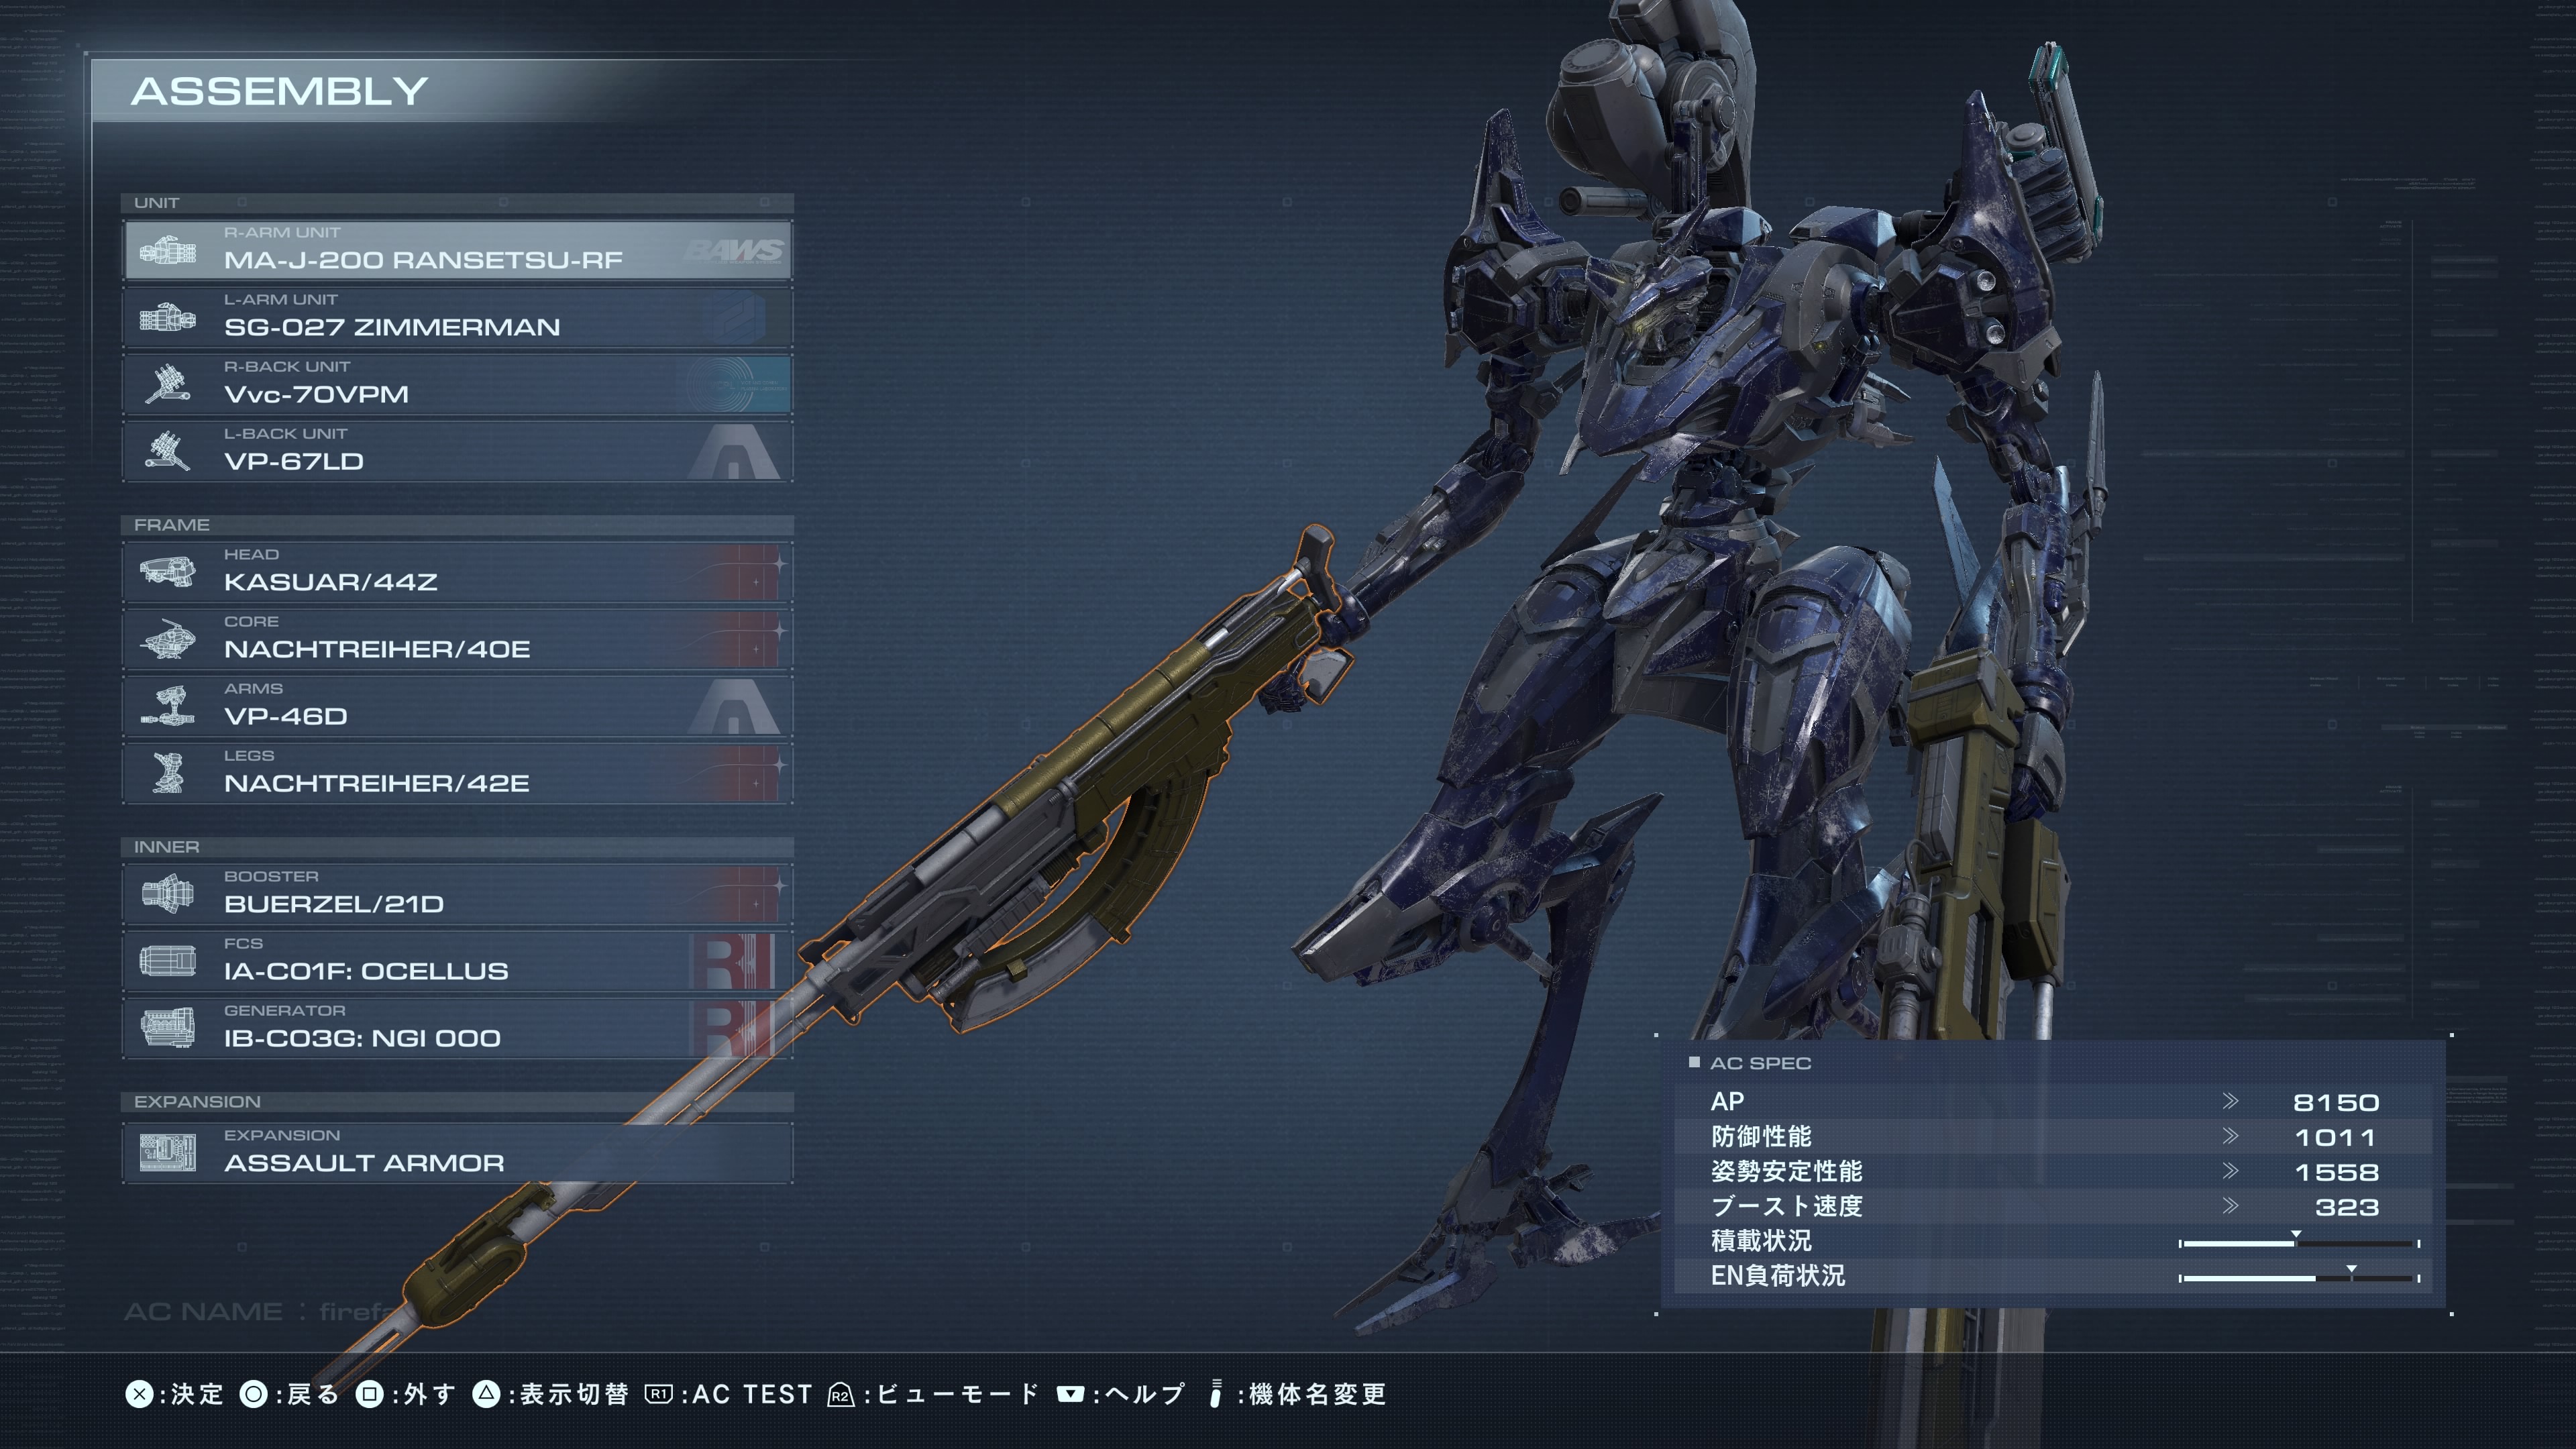 ASSEMBLY
UNIT
R-ARM UNIT
MA-J-200 RANSETSU-RF
BAWS
L-ARM UNIT
SG-027 ZIMMERMAN
R-BACK UNIT
Vvc-70VPM
L-BACK UNIT
VP-67LD
FRAME
HEAD
KASUAR/44Z
CORE
NACHTREIHER/40E
ARMS
VP-46D
LEGS
NACHTREIHER/42E
INNER
BOOSTER
BUERZEL/21D
FCS
IA-C01F: OCELLUS
GENERATOR
IB-C03G: NGI 000
EXPANSION
EXPANSION
ASSAULT ARMOR
AC NAME :
AC SPEC
AP 8150
防御性能 1011
姿勢安定性能 1558
ブースト速度 323
積載状況
EN負荷状況
:決定 :戻る :外す :表示切替 R1 :AC TEST R2 :ビューモード :ヘルプ :機体名変更